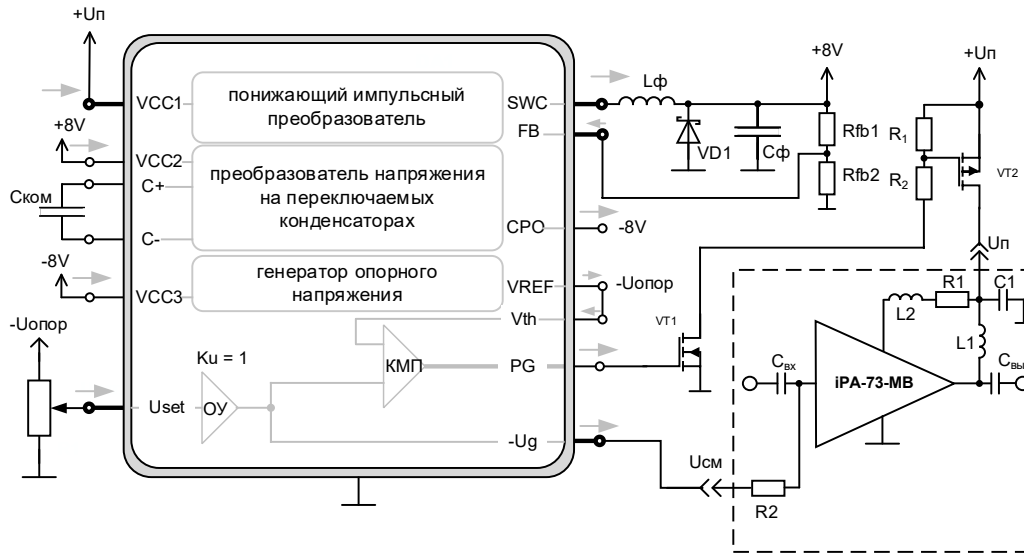 +Uп
VCC1
понижающий импульсный
преобразователь
SWC
Lф
+8V
+Uп
+8V
VCC2
FB
VD1
Cф
Rfb1
R₁
C+
преобразователь напряжения
на переключаемых
конденсаторах
Rfb2
R₂
VT2
Cком
C-
CPO
-8V
Uп
-8V
VCC3
генератор опорного
напряжения
VREF
-Uопор
R1
C1
-Uопор
Vth
VT1
L2
L1
Ku = 1
КМП
PG
Cвх
iPA-73-МВ
Cвы
Uset
ОУ
-Ug
Uсм
R2